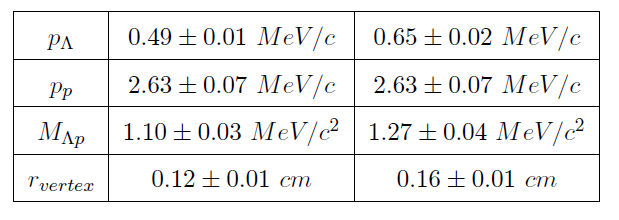 p_Λ 0.49 ± 0.01 MeV/c 0.65 ± 0.02 MeV/c
p_p 2.63 ± 0.07 MeV/c 2.63 ± 0.07 MeV/c
M_Λp 1.10 ± 0.03 MeV/c² 1.27 ± 0.04 MeV/c²
r_vertex 0.12 ± 0.01 cm 0.16 ± 0.01 cm